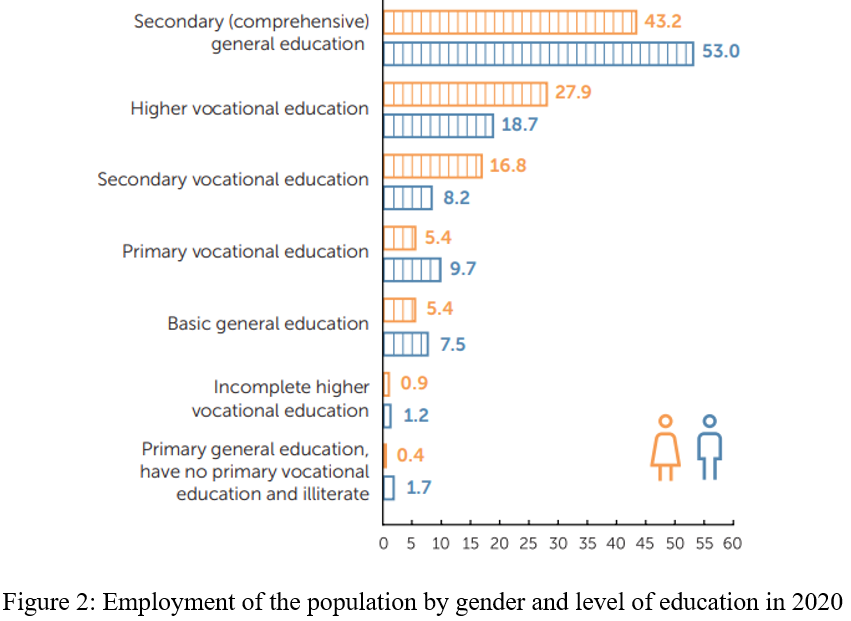 Secondary (comprehensive)
general education
43.2
53.0
Higher vocational education
27.9
18.7
Secondary vocational education
16.8
8.2
Primary vocational education
5.4
9.7
Basic general education
5.4
7.5
Incomplete higher
vocational education
0.9
1.2
Primary general education,
have no primary vocational
education and illiterate
0.4
1.7
0 5 10 15 20 25 30 35 40 45 50 55 60
Figure 2: Employment of the population by gender and level of education in 2020